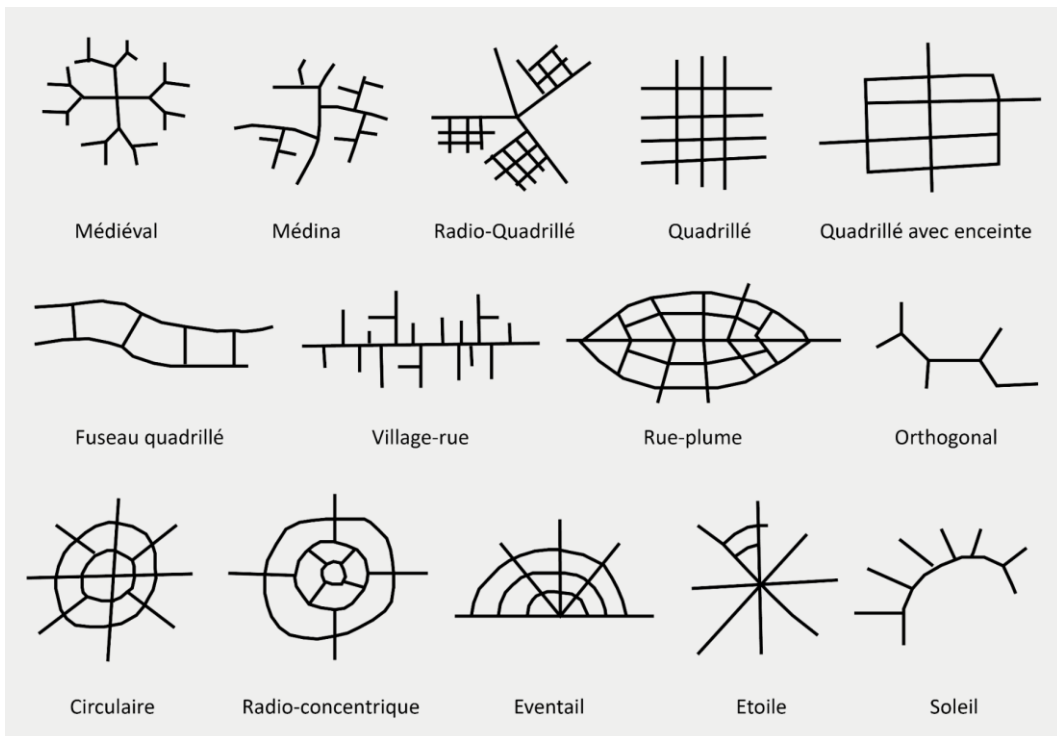 Médiéval
Médina
Radio-Quadrillé
Quadrillé
Quadrillé avec enceinte
Fuseau quadrillé
Village-rue
Rue-plume
Orthogonal
Circulaire
Radio-concentrique
Eventail
Etoile
Soleil